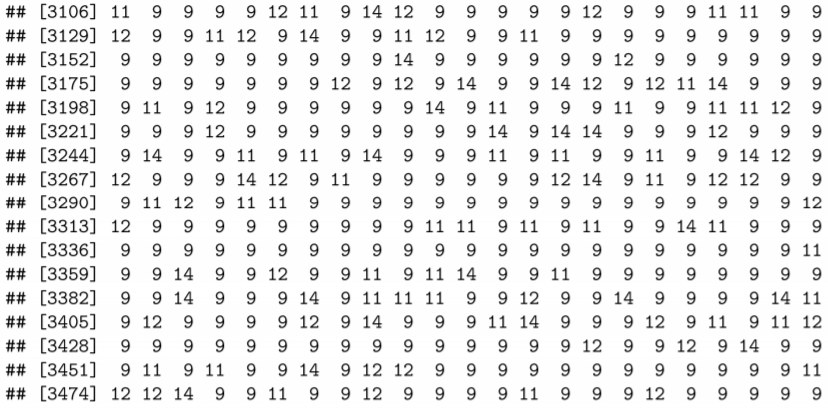 ## [3106] 11 9 9 9 9 12 11 9 14 12 9 9 9 9 9 12 9 9 9 11 11 9 9
## [3129] 12 9 9 11 12 9 14 9 9 11 12 9 9 11 9 9 9 9 9 9 9 9 9
## [3152] 9 9 9 9 9 9 9 9 9 14 9 9 9 9 9 9 12 9 9 9 9 9 9
## [3175] 9 9 9 9 9 9 9 12 9 12 9 14 9 9 14 12 9 12 11 14 9 9 9
## [3198] 9 11 9 12 9 9 9 9 9 9 14 9 11 9 9 9 11 9 9 11 11 12 9
## [3221] 9 9 9 12 9 9 9 9 9 9 9 9 14 9 14 14 9 9 9 12 9 9 9
## [3244] 9 14 9 9 11 9 11 9 14 9 9 9 11 9 11 9 9 11 9 9 14 12 9
## [3267] 12 9 9 9 14 12 9 11 9 9 9 9 9 9 12 14 9 11 9 12 12 9 9
## [3290] 9 11 12 9 11 11 9 9 9 9 9 9 9 9 9 9 9 9 9 9 9 9 12
## [3313] 12 9 9 9 9 9 9 9 9 9 11 11 9 11 9 11 9 9 14 11 9 9 9
## [3336] 9 9 9 9 9 9 9 9 9 9 9 9 9 9 9 9 9 9 9 9 9 9 11
## [3359] 9 9 14 9 9 12 9 9 11 9 11 14 9 9 11 9 9 9 9 9 9 9 9
## [3382] 9 9 14 9 9 9 14 9 11 11 11 9 9 12 9 9 14 9 9 9 9 14 11
## [3405] 9 12 9 9 9 9 12 9 14 9 9 9 11 14 9 9 9 12 9 11 9 11 12
## [3428] 9 9 9 9 9 9 9 9 9 9 9 9 9 9 9 12 9 9 12 9 14 9 9
## [3451] 9 11 9 11 9 9 14 9 12 12 9 9 9 9 9 9 9 9 9 9 9 9 11
## [3474] 12 12 14 9 9 11 9 9 12 9 9 9 9 11 9 9 9 12 9 9 9 9 9